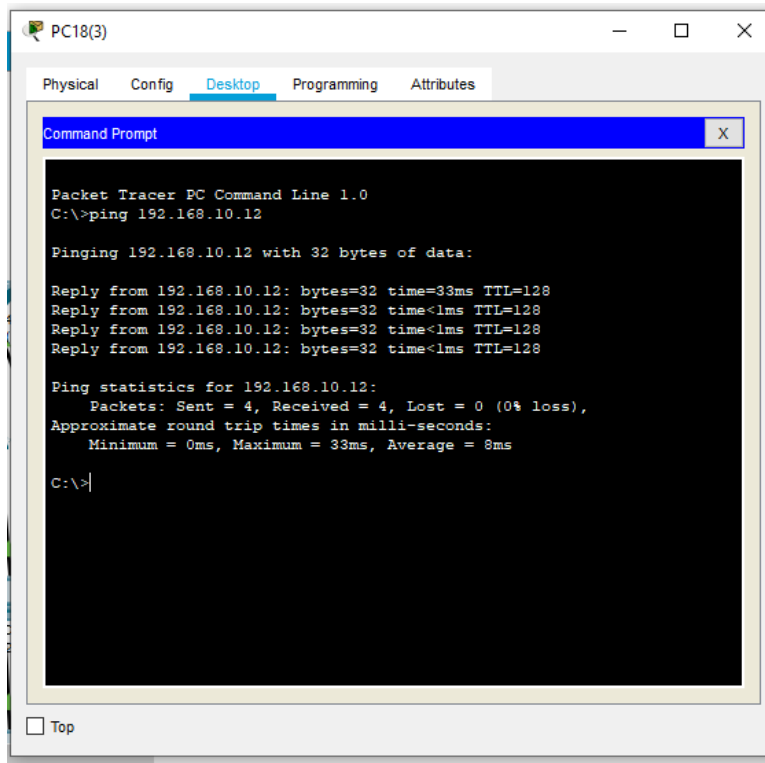 PC18(3)
Physical Config Desktop Programming Attributes
Command Prompt X
Packet Tracer PC Command Line 1.0
C:\>ping 192.168.10.12
Pinging 192.168.10.12 with 32 bytes of data:
Reply from 192.168.10.12: bytes=32 time=33ms TTL=128
Reply from 192.168.10.12: bytes=32 time<1ms TTL=128
Reply from 192.168.10.12: bytes=32 time<1ms TTL=128
Reply from 192.168.10.12: bytes=32 time<1ms TTL=128
Ping statistics for 192.168.10.12:
Packets: Sent = 4, Received = 4, Lost = 0 (0% loss),
Approximate round trip times in milli-seconds:
Minimum = 0ms, Maximum = 33ms, Average = 8ms
C:\>
Top